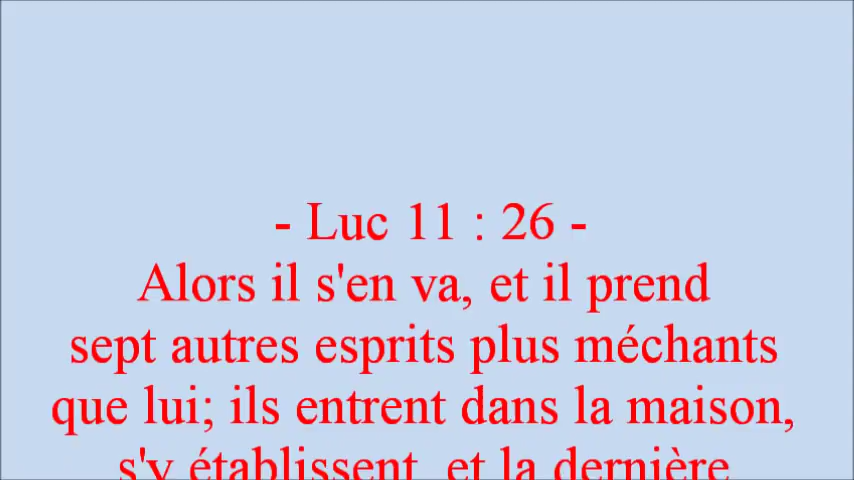 - Luc 11 : 26 -
Alors il s'en va, et il prend
sept autres esprits plus méchants
que lui; ils entrent dans la maison,
s'y établissent, et la dernière